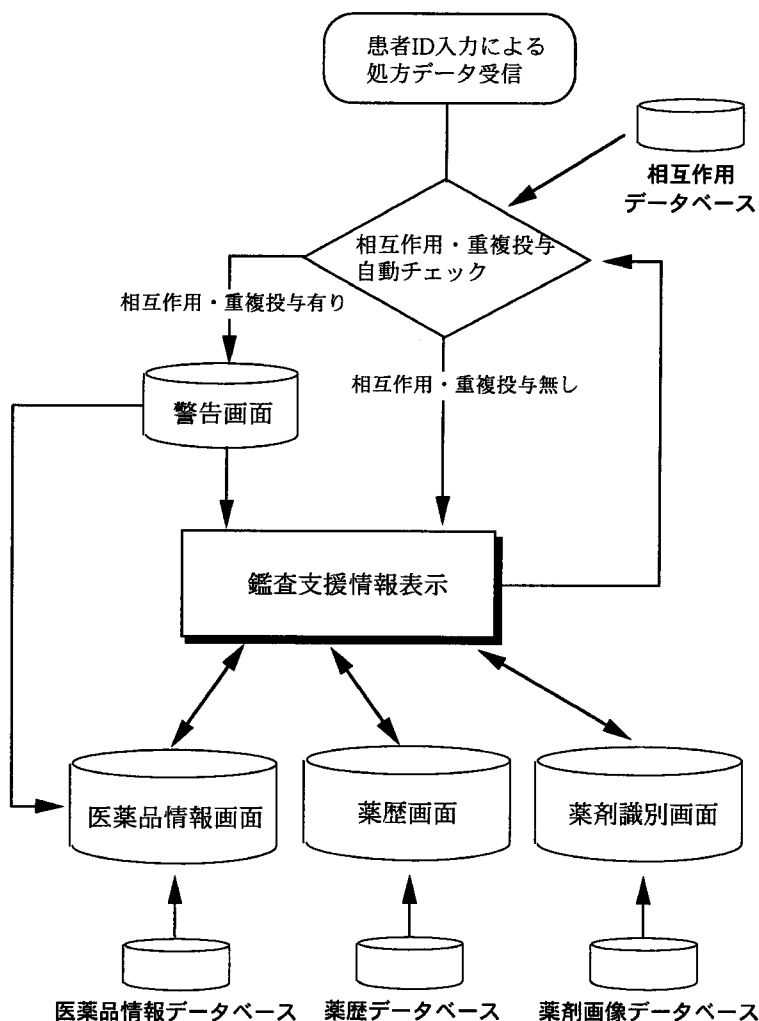 患者ID入力による
処方データ受信
相互作用
データベース
相互作用・重複投与
自動チェック
相互作用・重複投与有り
相互作用・重複投与無し
警告画面
鑑査支援情報表示
医薬品情報画面
薬歴画面
薬剤識別画面
医薬品情報データベース
薬歴データベース
薬剤画像データベース